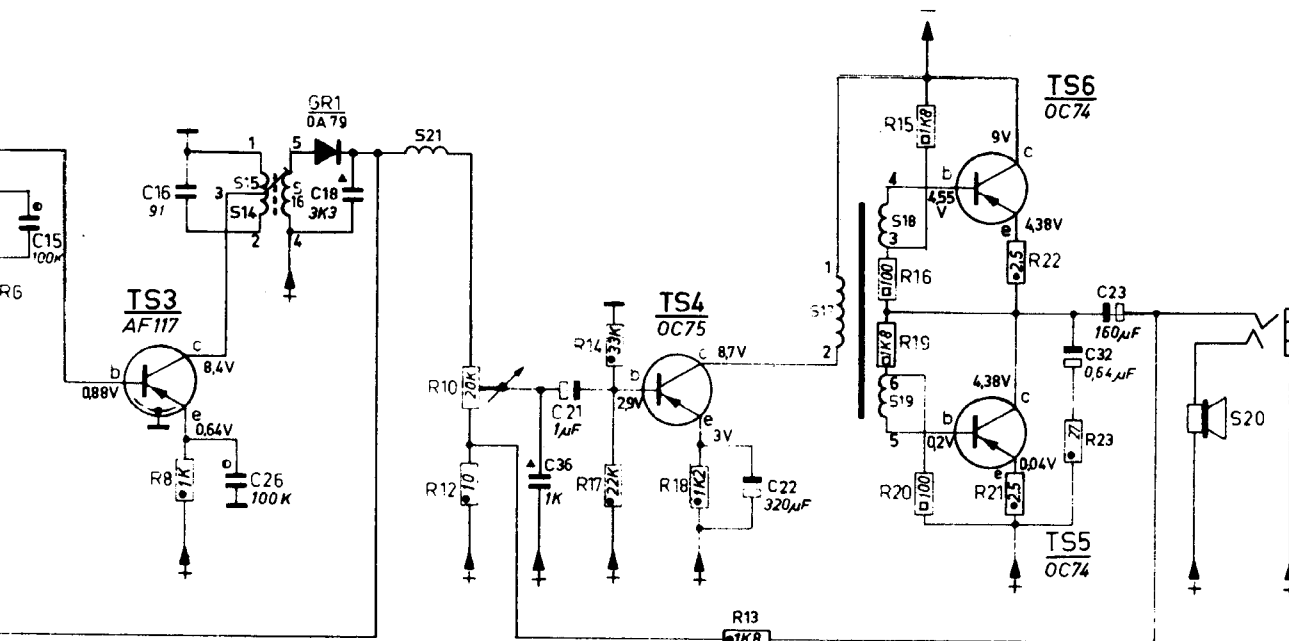 TS6
OC74
GR1
OA79
S21
R15
1K8
9V
c
1
5
b
4
4,55
V
C16
91
3
S15
S14
S
16
C18
3K3
2
4
S18
3
e
4,38V
C15
100K
R22
2,5
R16
100
R6
TS3
AF117
TS4
OC75
1
2
C23
160µF
R14
33K
R19
1K8
C32
0,64µF
c
8,4V
c
8,7V
b
0,88V
R10
20K
b
2,9V
C21
1µF
6
S19
5
4,38V
c
b
0,2V
R23
27
S20
e
0,64V
e
3V
e
0,04V
R8
1K
C26
100K
R12
10
C36
1K
R17
22K
R18
1K2
C22
320µF
R20
100
R21
2,5
TS5
OC74
+
+
+
+
+
+
+
+
+
R13
1K8